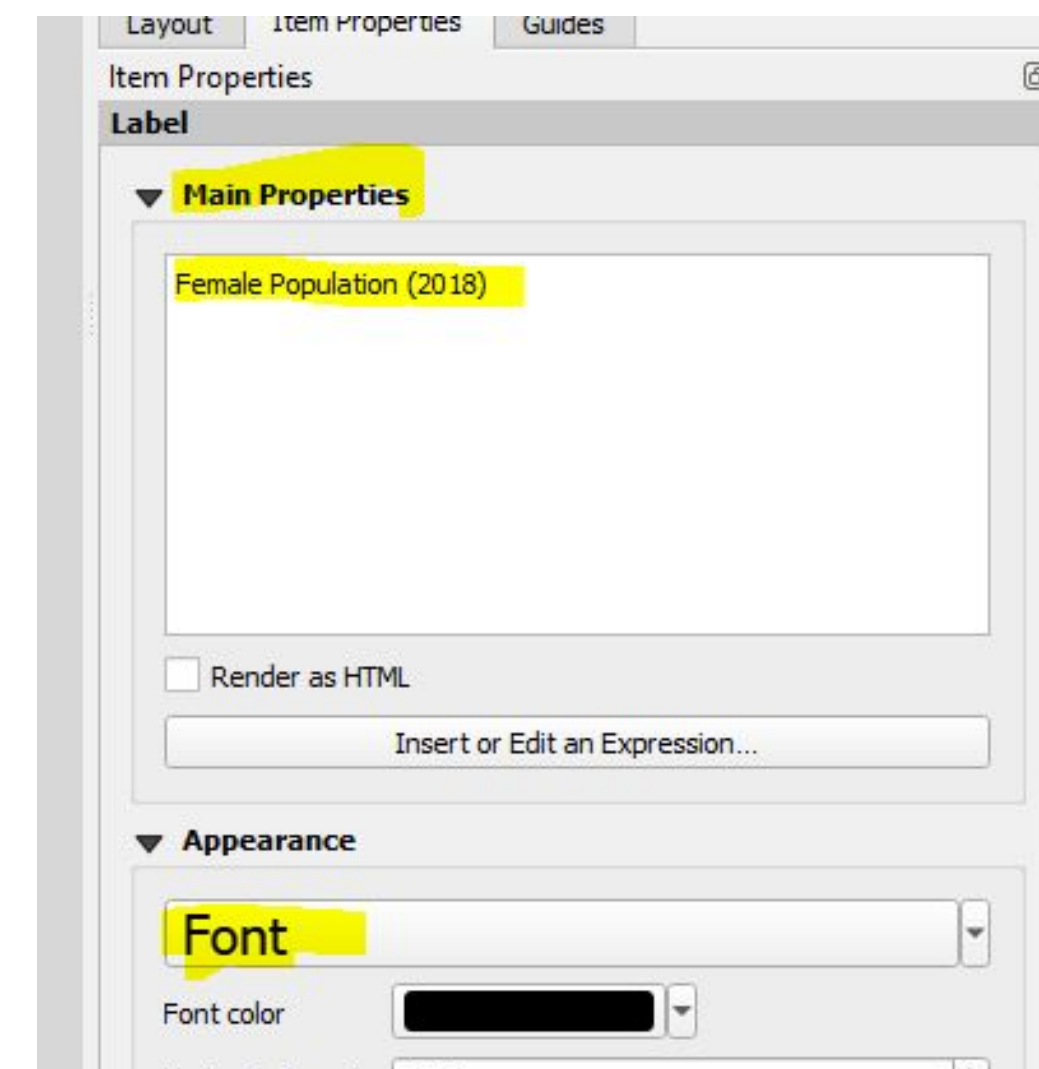 Layout Item Properties Guides
Item Properties
Label
Main Properties
Female Population (2018)
Render as HTML
Insert or Edit an Expression...
Appearance
Font
Font color